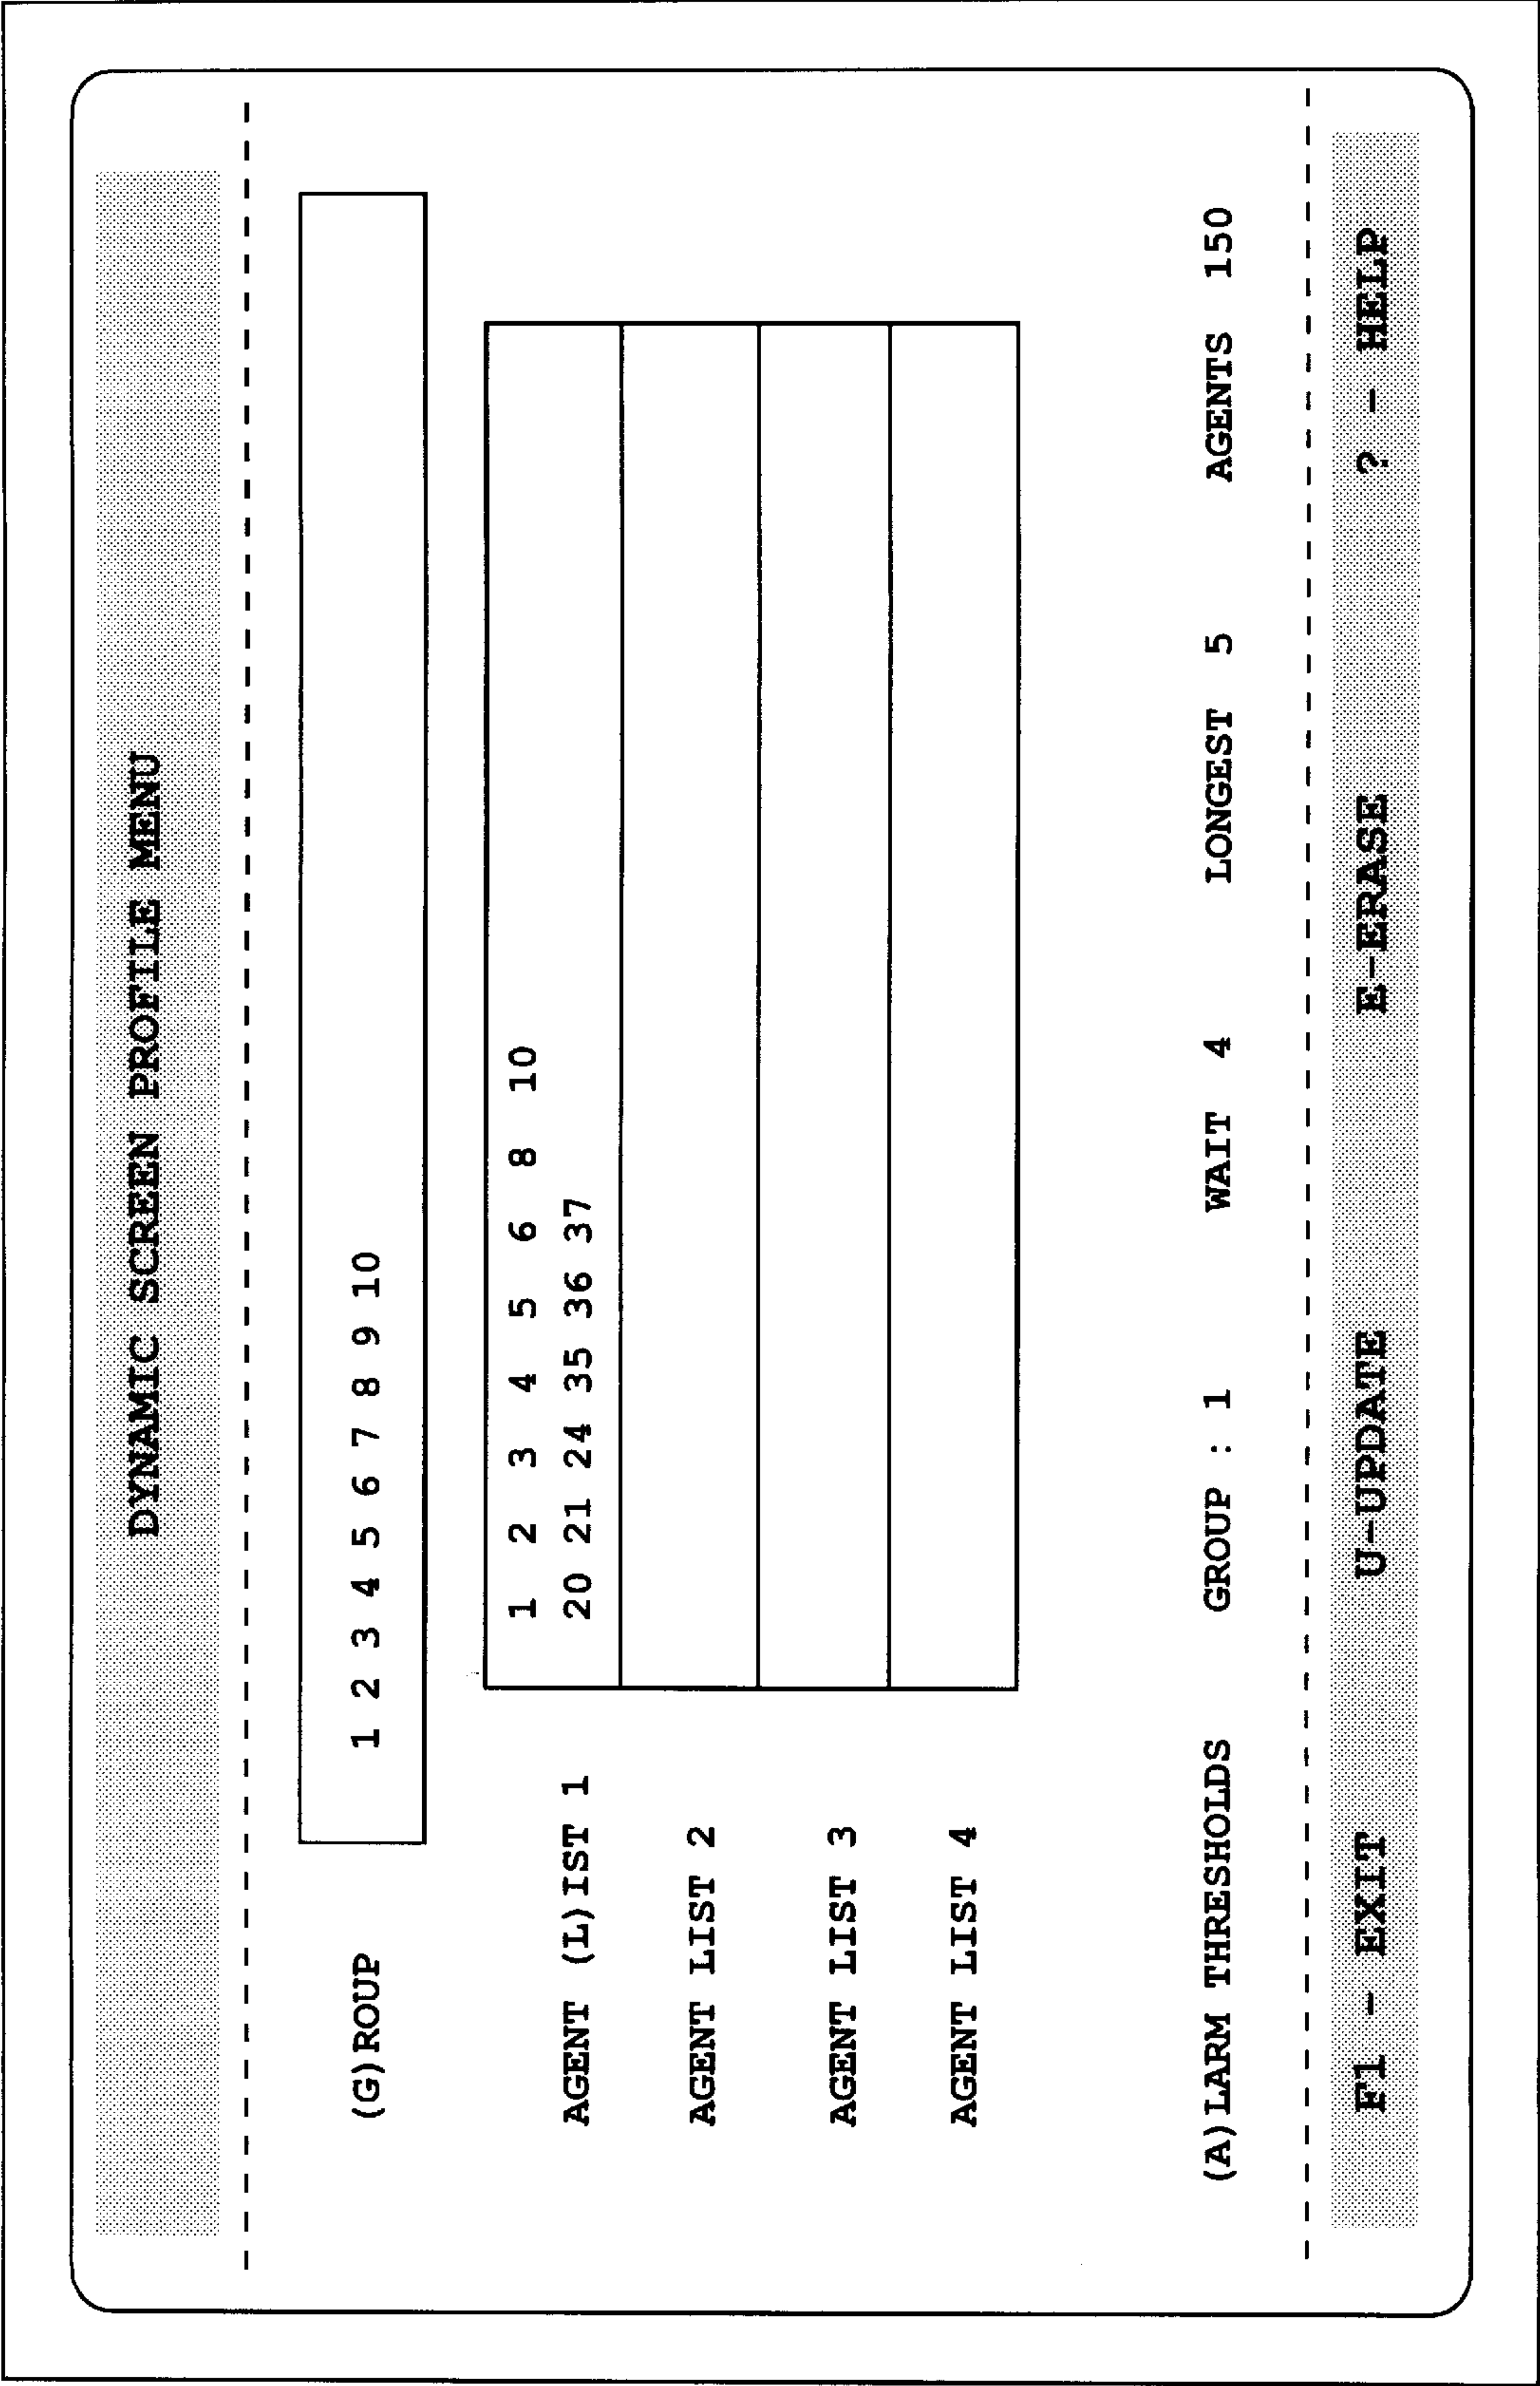 DYNAMIC SCREEN PROFILE MENU
(G)ROUP 1 2 3 4 5 6 7 8 9 10
1 2 3 4 5 6 8 10
AGENT (L)IST 1 20 21 24 35 36 37
AGENT LIST 2
AGENT LIST 3
AGENT LIST 4
(A)LARM THRESHOLDS GROUP : 1 WAIT 4 LONGEST 5 AGENTS 150
F1 - EXIT U-UPDATE E-ERASE ? - HELP